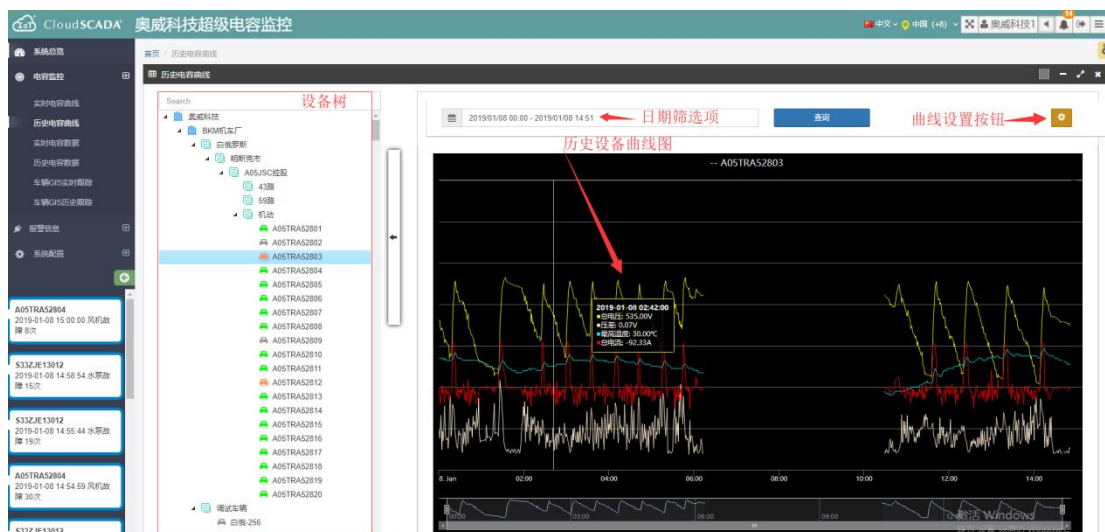 IoT CloudSCADA 奥威科技超级电容监控
中文 中国 (+8) 奥威科技1 14
系统总览
首页 / 历史电容曲线
电容监控
历史电容曲线
实时电容曲线
历史电容曲线
实时电容数据
历史电容数据
车辆GIS实时跟踪
车辆GIS历史跟踪
报警信息
系统配置
A05TRA52804
2019-01-08 15:00:00 风机故
障 8次
S33ZJE13012
2019-01-08 14:58:54 水泵故
障 15次
S33ZJE13012
2019-01-08 14:55:44 水泵故
障 19次
A05TRA52804
2019-01-08 14:54:59 风机故
障 30次
S33ZJE13012
Search
设备树
奥威科技
BKM机车厂
白俄罗斯
明斯克市
A05JSC控股
43路
59路
机动
A05TRA52801
A05TRA52802
A05TRA52803
A05TRA52804
A05TRA52805
A05TRA52806
A05TRA52807
A05TRA52808
A05TRA52809
A05TRA52810
A05TRA52811
A05TRA52812
A05TRA52813
A05TRA52814
A05TRA52815
A05TRA52816
A05TRA52817
A05TRA52818
A05TRA52819
A05TRA52820
调试车辆
白俄-256
2019/01/08 00:00 - 2019/01/08 14:51
日期筛选项
查询
曲线设置按钮
历史设备曲线图
-- A05TRA52803
2019-01-08 02:42:00
总电压: 535.00V
压差: 0.07V
最高温度: 30.00℃
总电流: -92.33A
8. Jan 02:00 04:00 06:00 08:00 10:00 12:00 14:00
00:00 03:00 06:00 09:00 12:00
激活 Windows